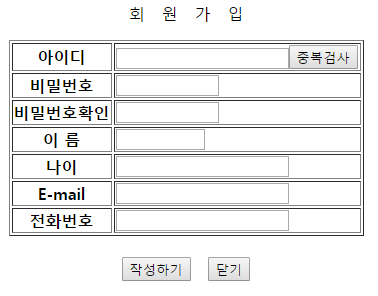 회 원 가 입
아이디 중복검사
비밀번호
비밀번호확인
이 름
나이
E-mail
전화번호
작성하기 닫기